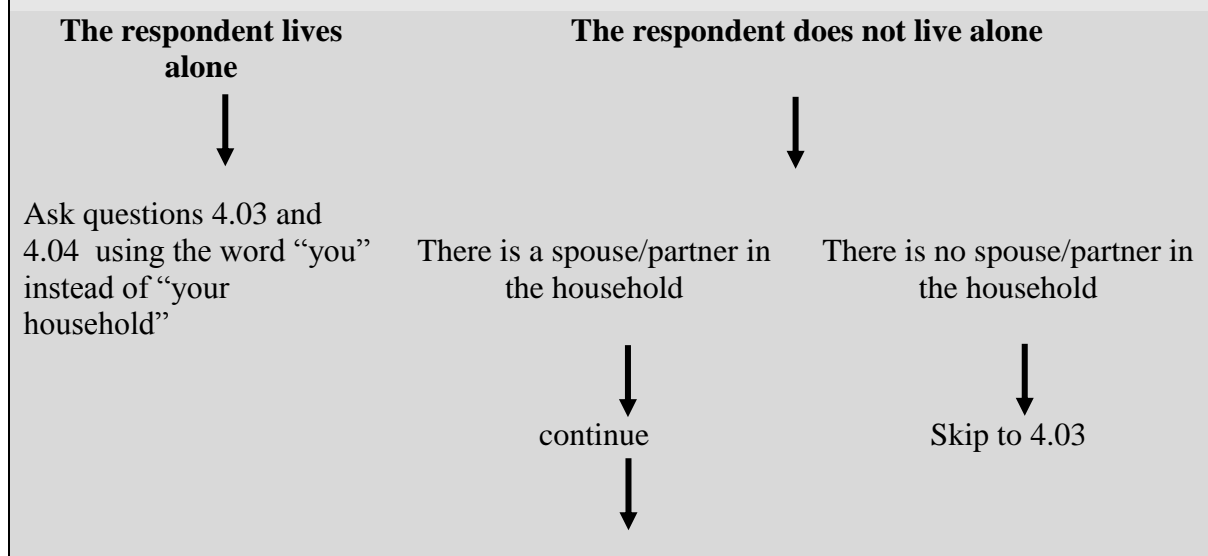 The respondent lives
alone
The respondent does not live alone
Ask questions 4.03 and
4.04 using the word “you”
instead of “your
household”
There is a spouse/partner in
the household
There is no spouse/partner in
the household
continue
Skip to 4.03